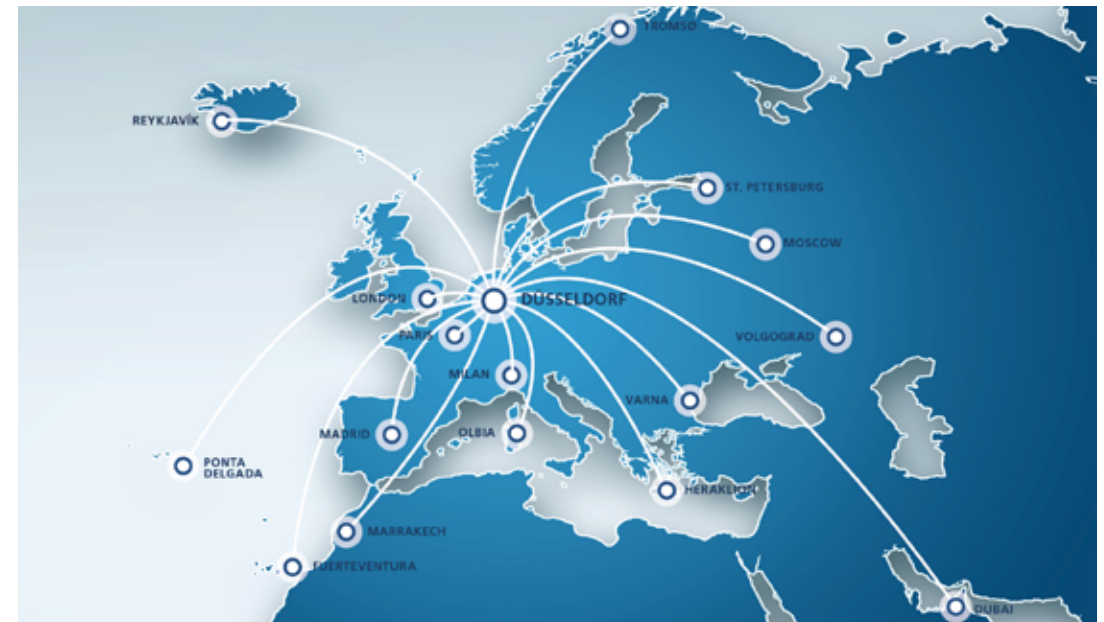 TROMSØ
REYKJAVÍK
ST. PETERSBURG
MOSCOW
LONDON
DÜSSELDORF
PARIS
VOLGOGRAD
MILAN
VARNA
MADRID
OLBIA
PONTA
DELGADA
HERAKLION
MARRAKECH
FUERTEVENTURA
DUBAI